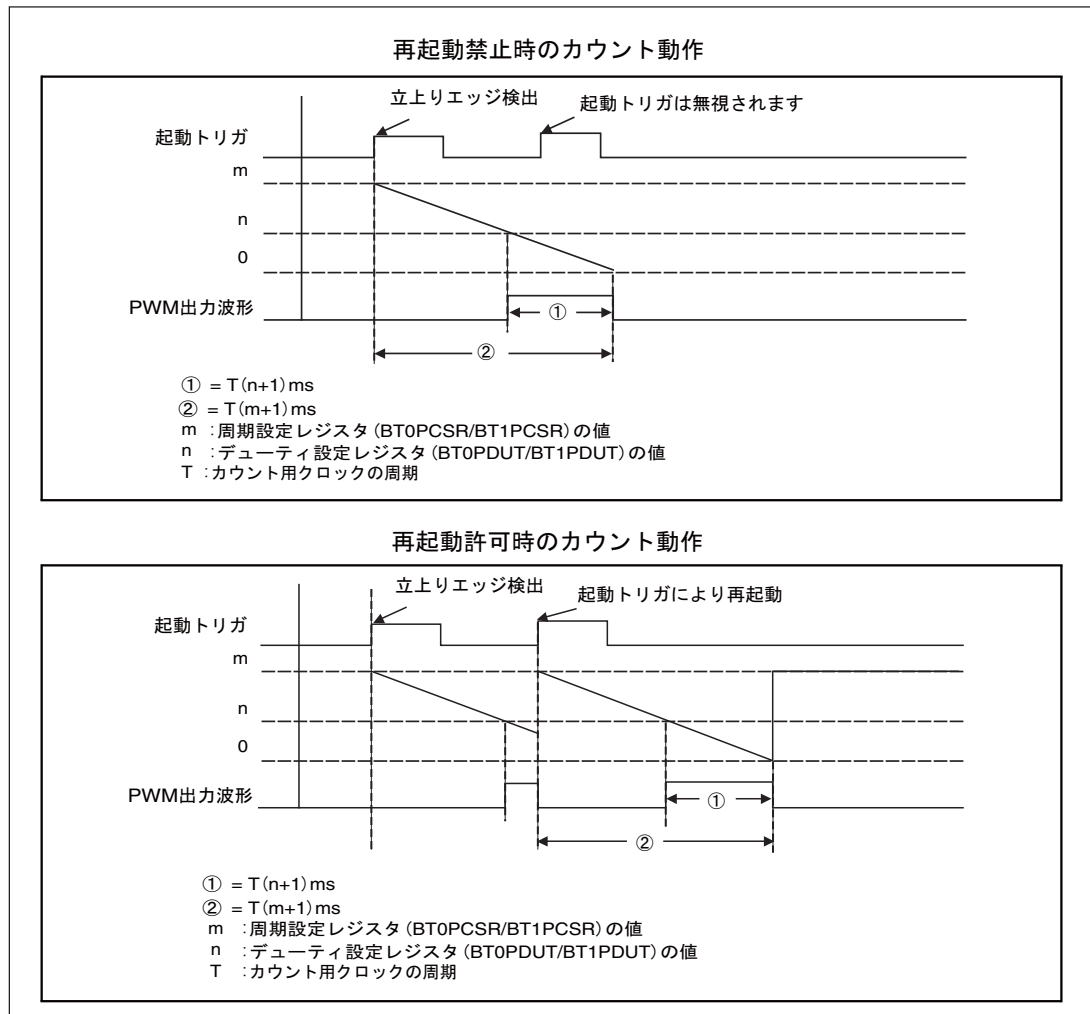 再起動禁止時のカウント動作
立上りエッジ検出
起動トリガは無視されます
起動トリガ
m
n
0
PWM出力波形
①
②
① = T(n+1)ms
② = T(m+1)ms
m :周期設定レジスタ(BT0PCSR/BT1PCSR)の値
n :デューティ設定レジスタ(BT0PDUT/BT1PDUT)の値
T :カウント用クロックの周期
再起動許可時のカウント動作
立上りエッジ検出
起動トリガにより再起動
起動トリガ
m
n
0
PWM出力波形
①
②
① = T(n+1)ms
② = T(m+1)ms
m :周期設定レジスタ(BT0PCSR/BT1PCSR)の値
n :デューティ設定レジスタ(BT0PDUT/BT1PDUT)の値
T :カウント用クロックの周期